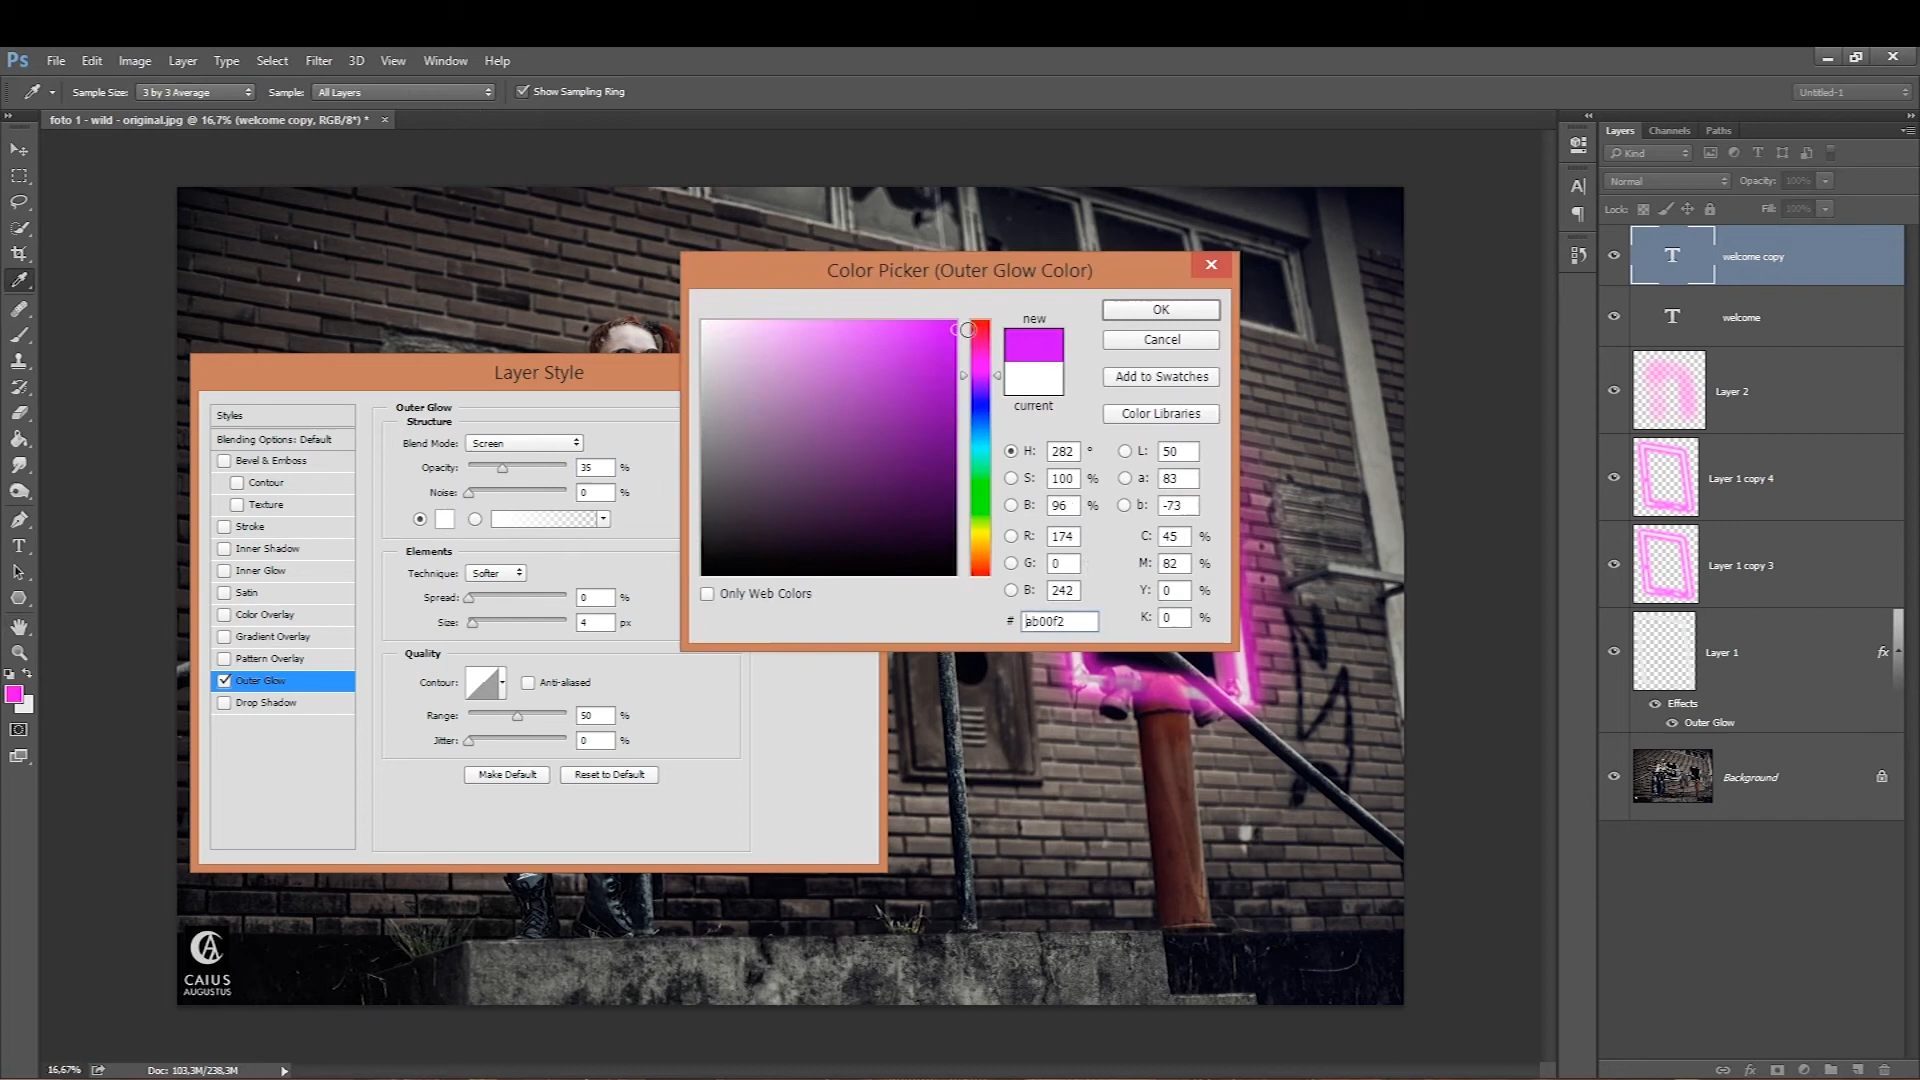 Ps File Edit Image Layer Type Select Filter 3D View Window Help
Sample Size: 3 by 3 Average Sample: All Layers Show Sampling Ring Untitled-1
foto 1 - wild - original.jpg @ 16,7% (welcome copy, RGB/8*) * ×
Layers Channels Paths
Kind
Normal Opacity: 100%
Lock: Fill: 100%
welcome copy
welcome
Layer 2
Layer 1 copy 4
Layer 1 copy 3
Layer 1 fx
Effects
Outer Glow
Background
Color Picker (Outer Glow Color)
new
current
OK
Cancel
Add to Swatches
Color Libraries
H: 282 ° L: 50
S: 100 % a: 83
B: 96 % b: -73
R: 174 C: 45 %
G: 0 M: 82 %
B: 242 Y: 0 %
# ab00f2 K: 0 %
Only Web Colors
Layer Style
Styles
Blending Options: Default
Bevel & Emboss
Contour
Texture
Stroke
Inner Shadow
Inner Glow
Satin
Color Overlay
Gradient Overlay
Pattern Overlay
Outer Glow
Drop Shadow
Outer Glow
Structure
Blend Mode: Screen
Opacity: 35 %
Noise: 0 %
Elements
Technique: Softer
Spread: 0 %
Size: 4 px
Quality
Contour: Anti-aliased
Range: 50 %
Jitter: 0 %
Make Default Reset to Default
CAIUS
AUGUSTUS
16,67% Doc: 103,3M/238,3M